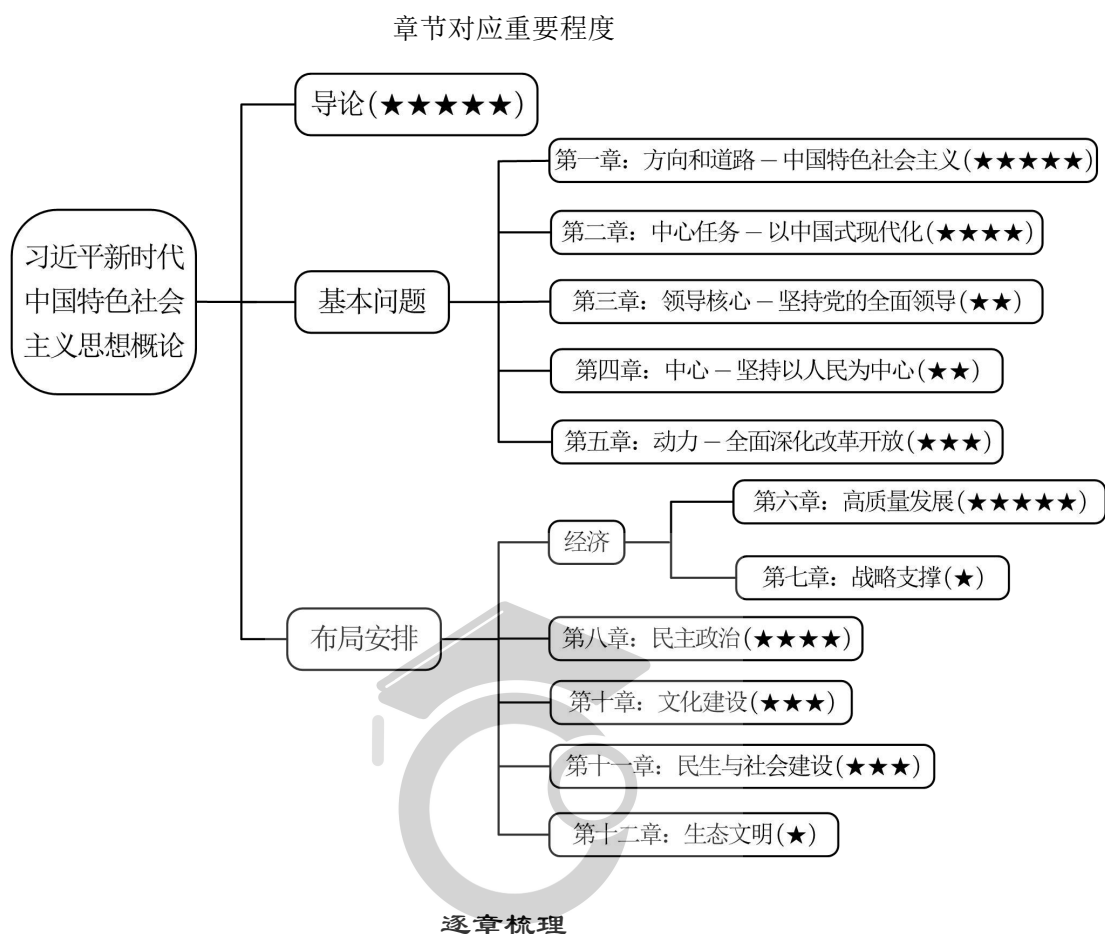 章节对应重要程度
导论(★★★★★)
第一章：方向和道路－中国特色社会主义(★★★★★)
第二章：中心任务－以中国式现代化(★★★★)
习近平新时代
中国特色社会
主义思想概论
基本问题
第三章：领导核心－坚持党的全面领导(★★)
第四章：中心－坚持以人民为中心(★★)
第五章：动力－全面深化改革开放(★★★)
经济
第六章：高质量发展(★★★★★)
第七章：战略支撑(★)
布局安排
第八章：民主政治(★★★★)
第十章：文化建设(★★★)
第十一章：民生与社会建设(★★★)
第十二章：生态文明(★)
逐章梳理